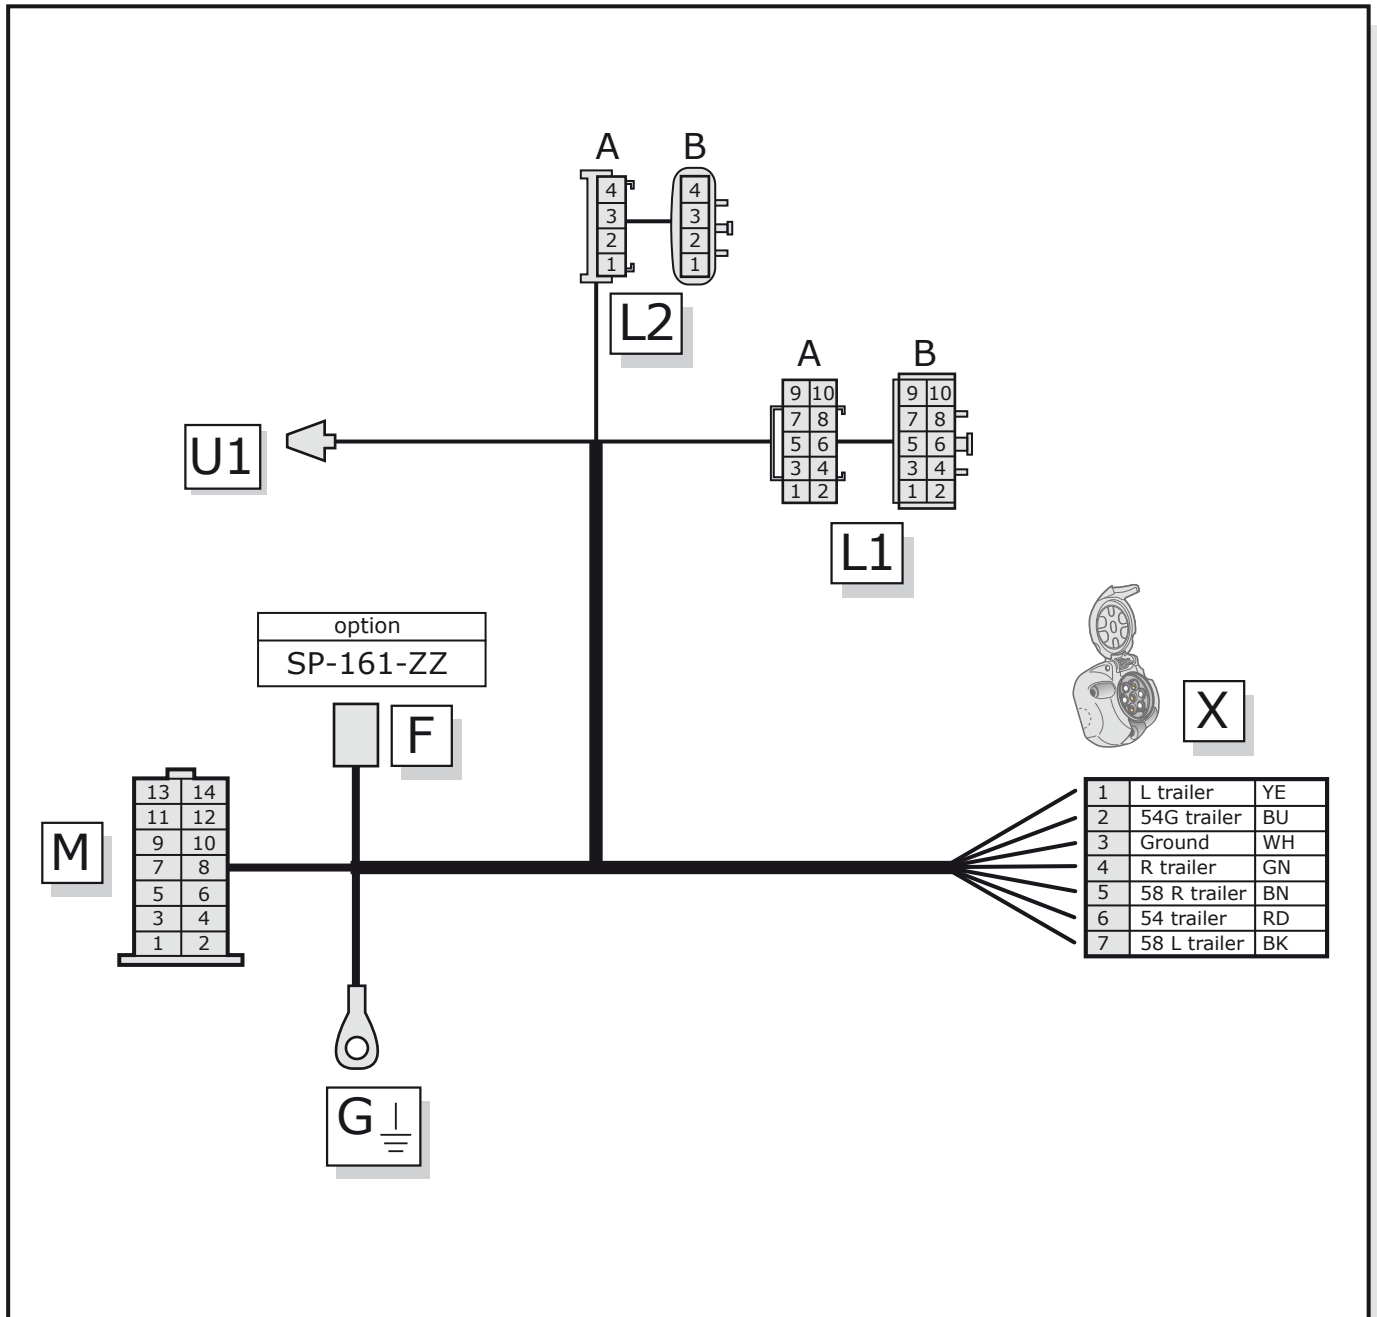 A B
4 4
3 3
2 2
1 1
L2
A B
9 10 9 10
7 8 7 8
5 6 5 6
3 4 3 4
1 2 1 2
L1
U1
option
SP-161-ZZ
F
X
M
13 14
11 12
9 10
7 8
5 6
3 4
1 2
1 L trailer YE
2 54G trailer BU
3 Ground WH
4 R trailer GN
5 58 R trailer BN
6 54 trailer RD
7 58 L trailer BK
G